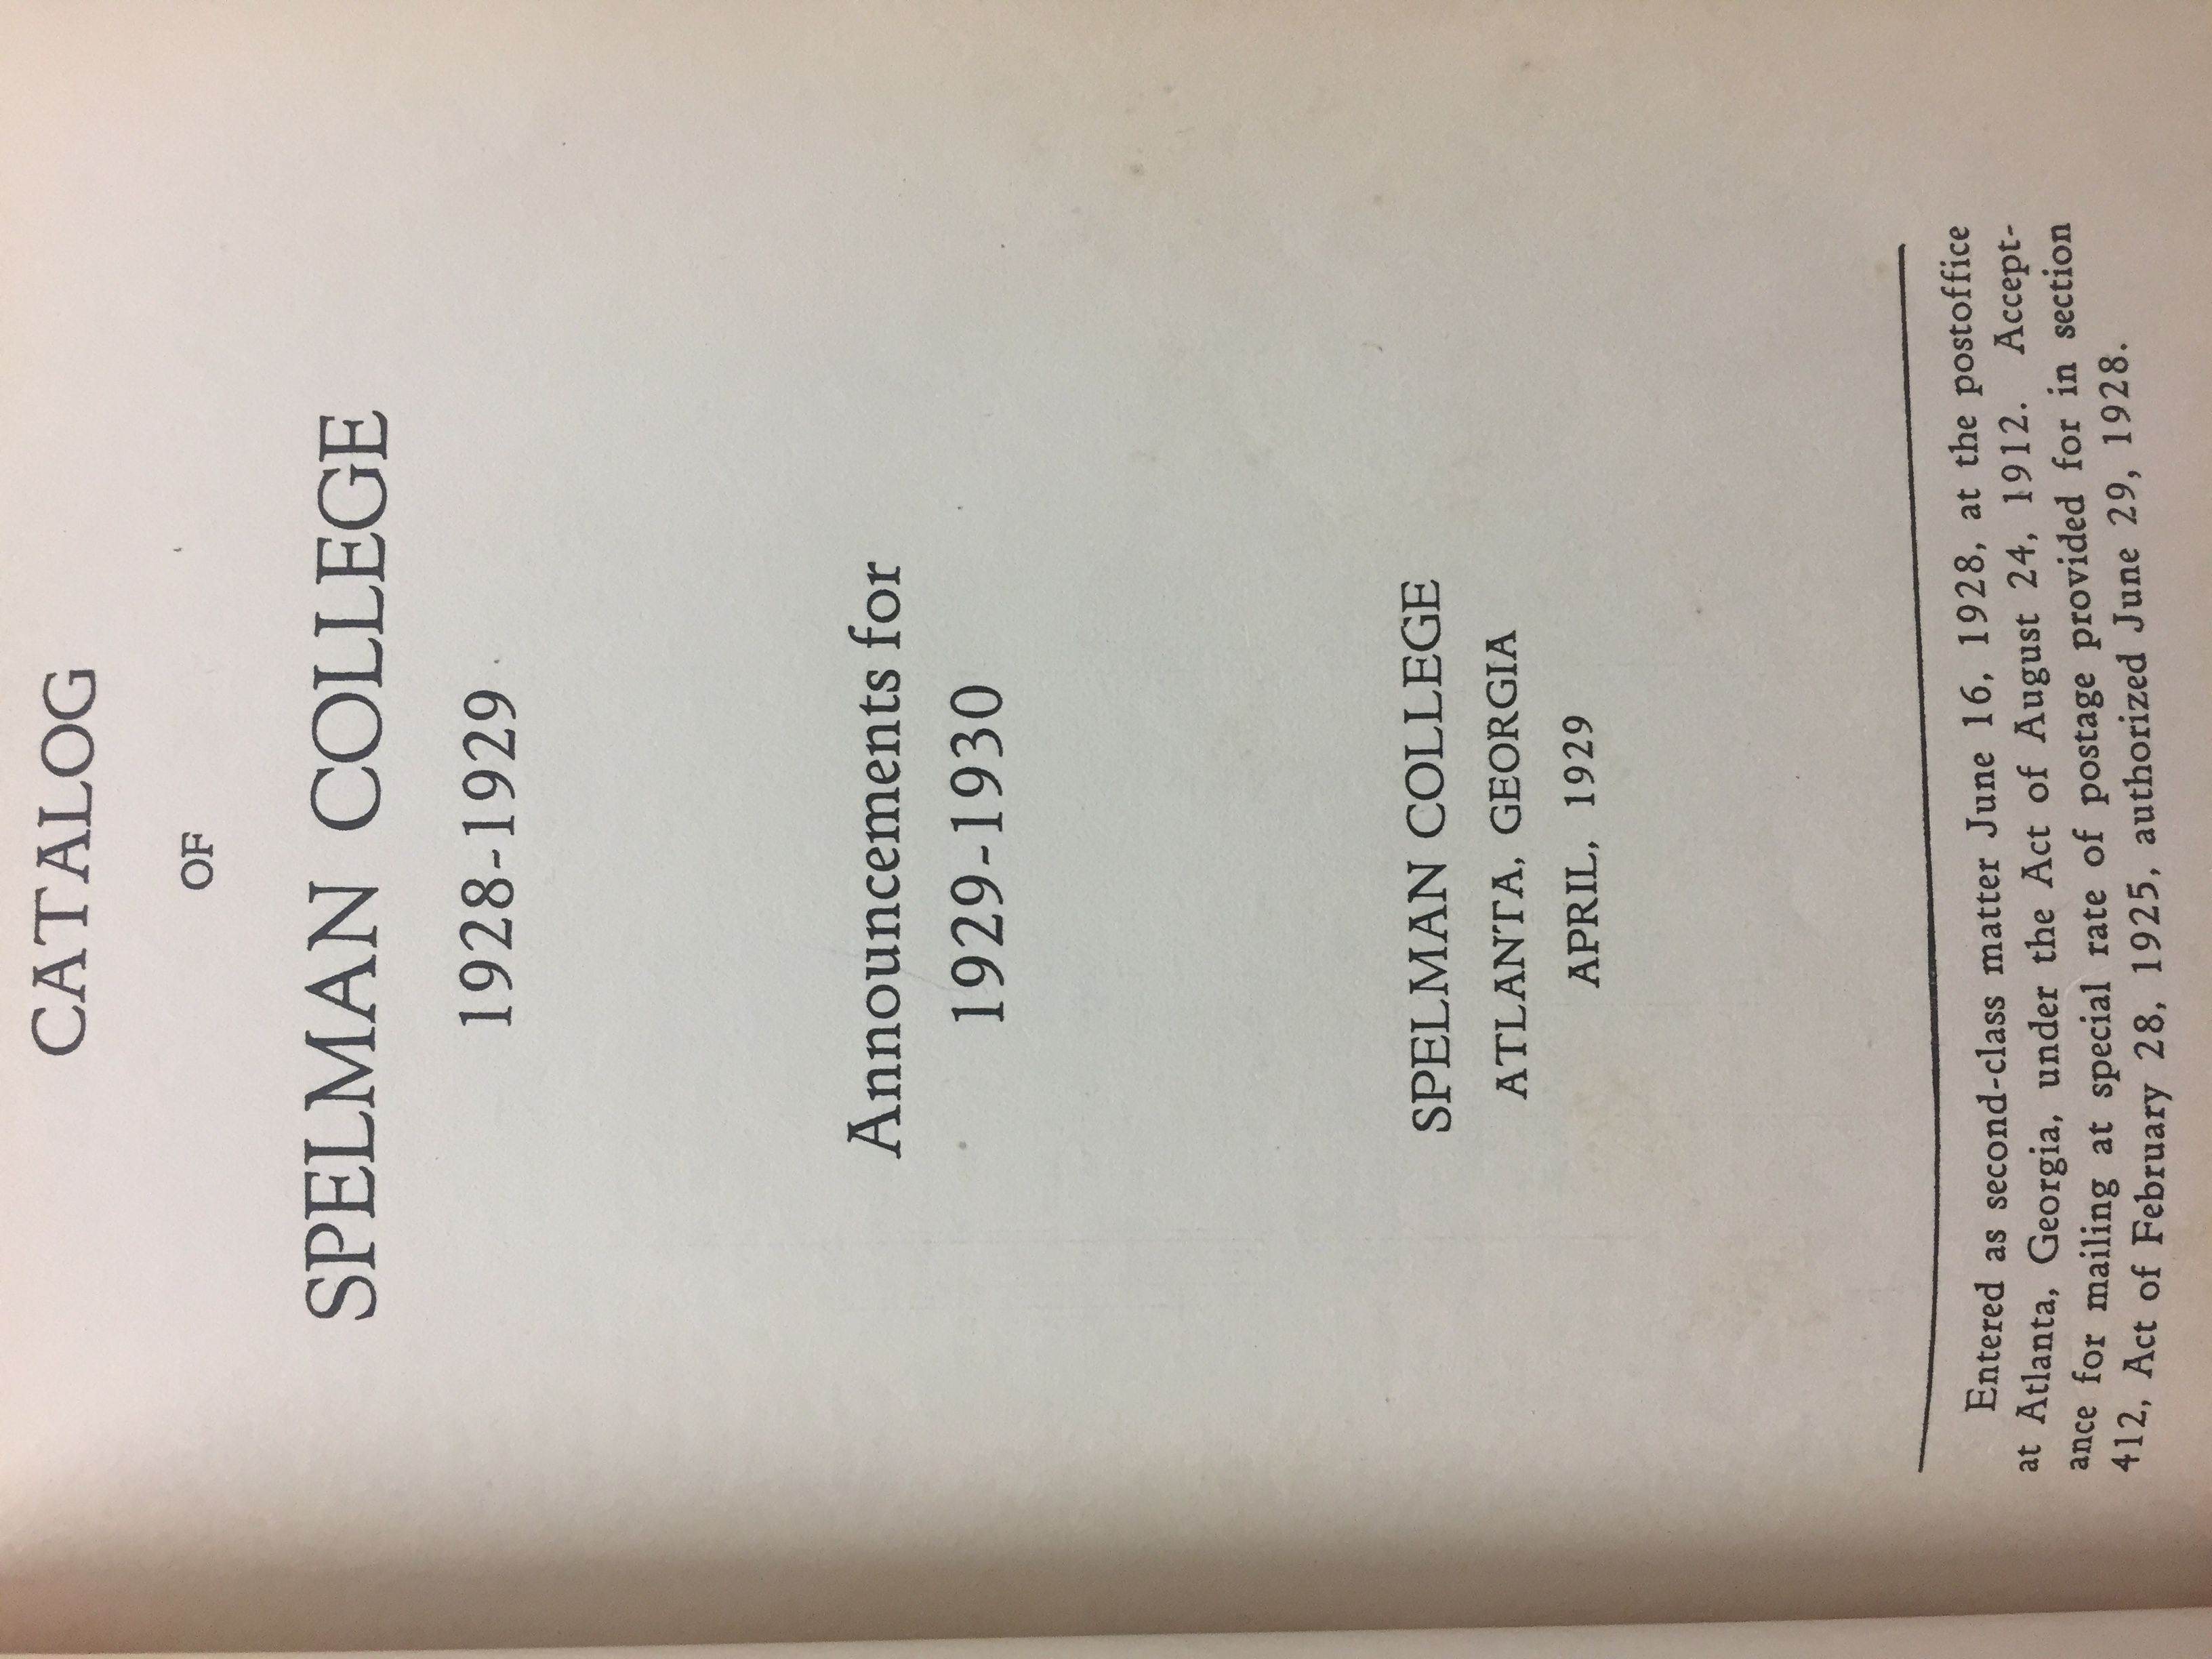 CATALOG
OF
SPELMAN COLLEGE
1928-1929
Announcements for
1929-1930
SPELMAN COLLEGE
ATLANTA, GEORGIA
APRIL, 1929
Entered as second-class matter June 16, 1928, at the postoffice
at Atlanta, Georgia, under the Act of August 24, 1912. Accept-
ance for mailing at special rate of postage provided for in section
412, Act of February 28, 1925, authorized June 29, 1928.